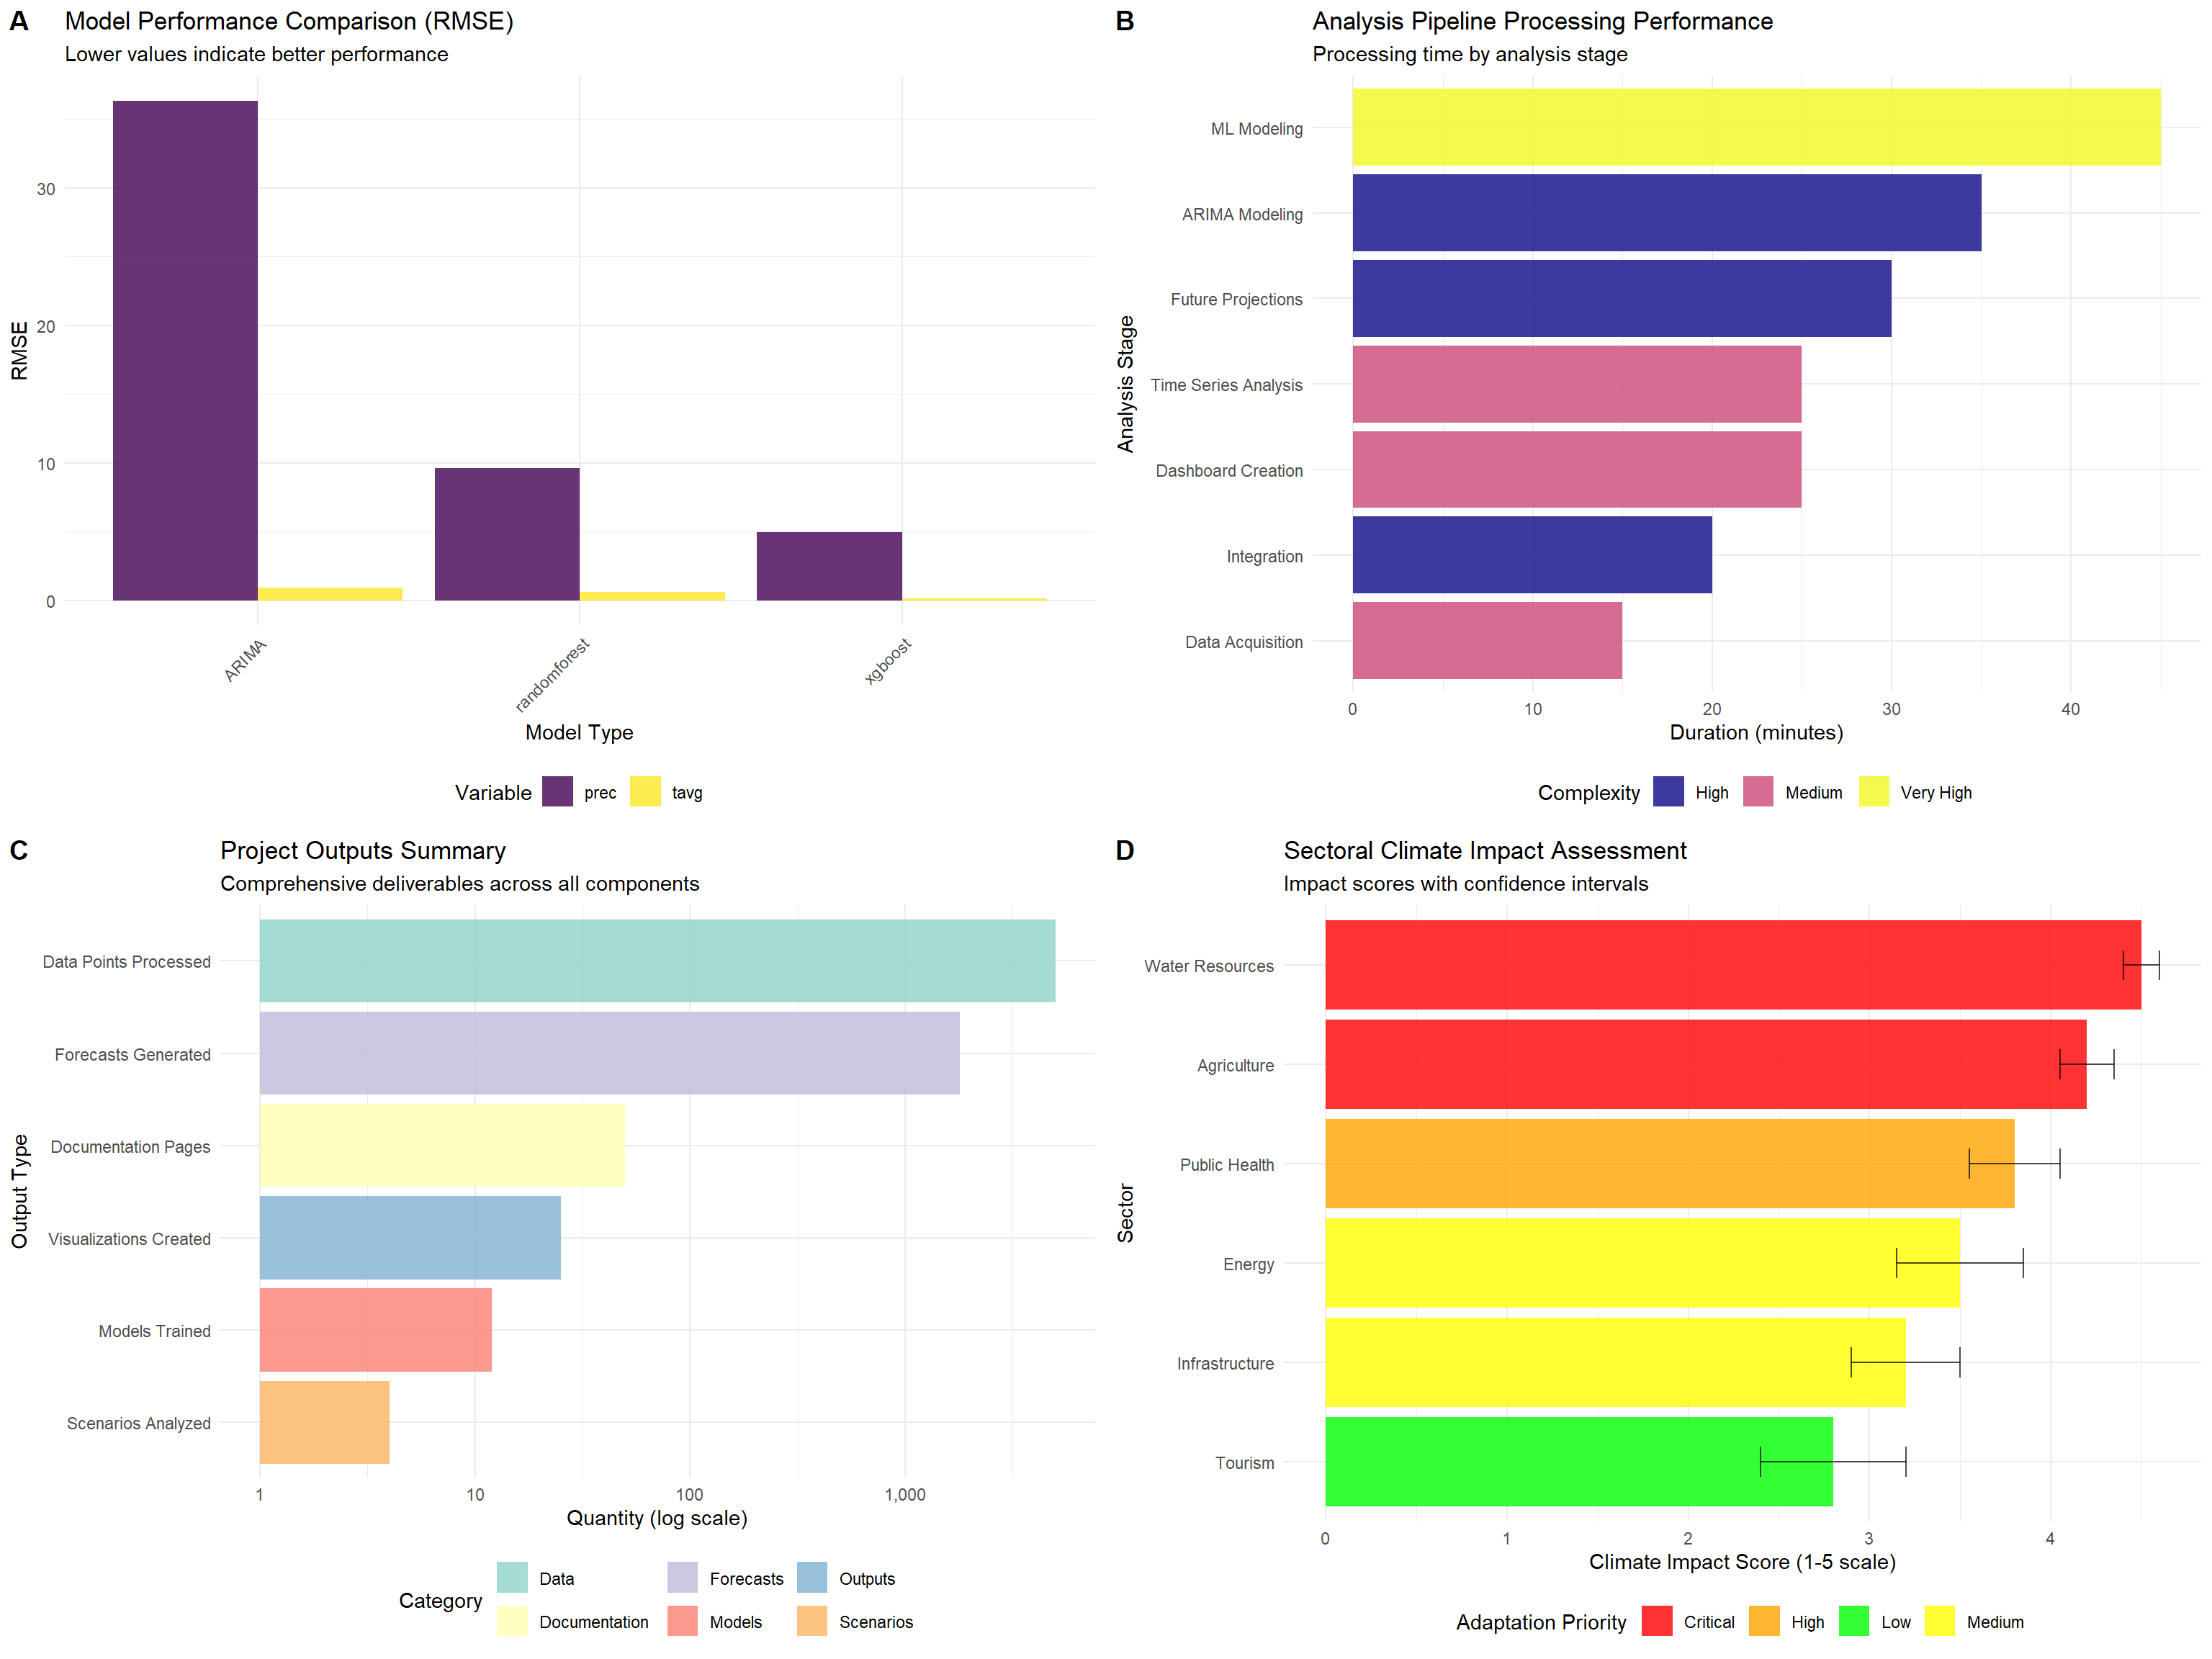 A
Model Performance Comparison (RMSE)
Lower values indicate better performance
RMSE
30
20
10
0
ARIMA
randomforest
xgboost
Model Type
Variable
prec
tavg
B
Analysis Pipeline Processing Performance
Processing time by analysis stage
Analysis Stage
ML Modeling
ARIMA Modeling
Future Projections
Time Series Analysis
Dashboard Creation
Integration
Data Acquisition
0
10
20
30
40
Duration (minutes)
Complexity
High
Medium
Very High
C
Project Outputs Summary
Comprehensive deliverables across all components
Output Type
Data Points Processed
Forecasts Generated
Documentation Pages
Visualizations Created
Models Trained
Scenarios Analyzed
1
10
100
1,000
Quantity (log scale)
Category
Data
Forecasts
Outputs
Documentation
Models
Scenarios
D
Sectoral Climate Impact Assessment
Impact scores with confidence intervals
Sector
Water Resources
Agriculture
Public Health
Energy
Infrastructure
Tourism
0
1
2
3
4
Climate Impact Score (1-5 scale)
Adaptation Priority
Critical
High
Low
Medium